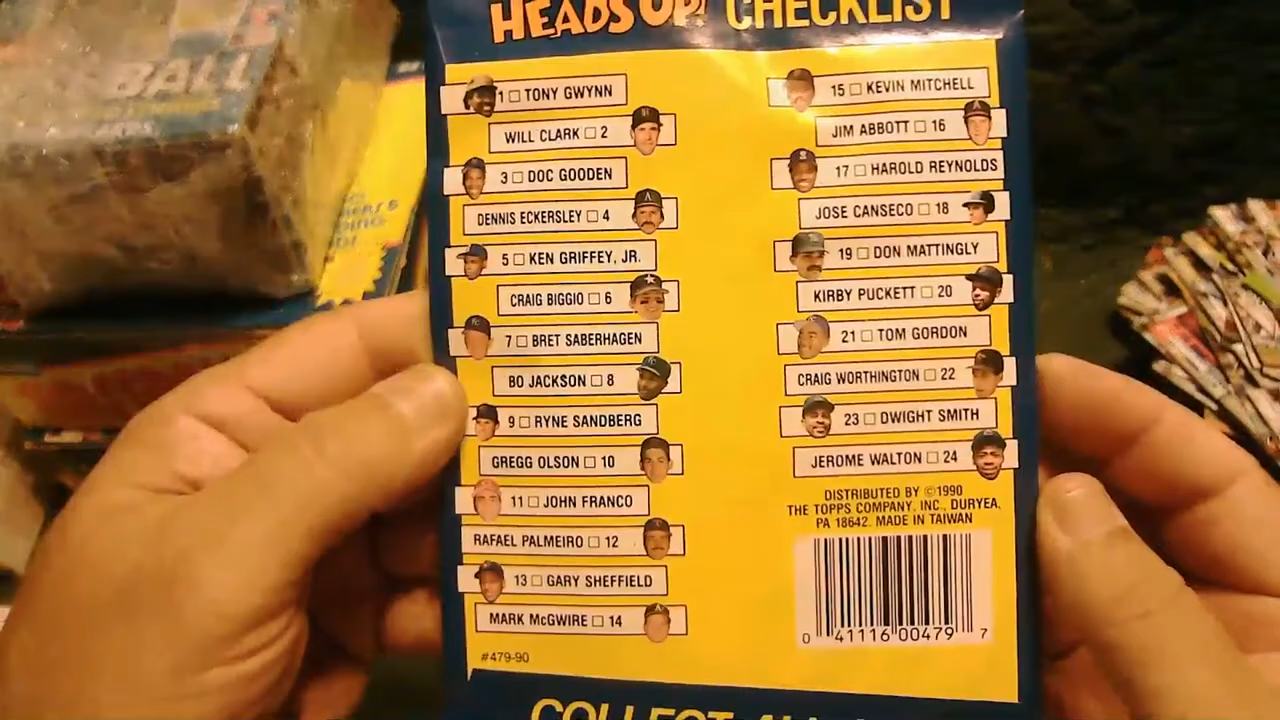 BALL
HEADS UP! CHECKLIST
1 □ TONY GWYNN
WILL CLARK □ 2
3 □ DOC GOODEN
DENNIS ECKERSLEY □ 4
5 □ KEN GRIFFEY, JR.
CRAIG BIGGIO □ 6
7 □ BRET SABERHAGEN
BO JACKSON □ 8
9 □ RYNE SANDBERG
GREGG OLSON □ 10
11 □ JOHN FRANCO
RAFAEL PALMEIRO □ 12
13 □ GARY SHEFFIELD
MARK McGWIRE □ 14
#479-90
15 □ KEVIN MITCHELL
JIM ABBOTT □ 16
17 □ HAROLD REYNOLDS
JOSE CANSECO □ 18
19 □ DON MATTINGLY
KIRBY PUCKETT □ 20
21 □ TOM GORDON
CRAIG WORTHINGTON □ 22
23 □ DWIGHT SMITH
JEROME WALTON □ 24
DISTRIBUTED BY ©1990
THE TOPPS COMPANY, INC., DURYEA,
PA 18642. MADE IN TAIWAN
0 41116 00479 7
COLLECT ALL